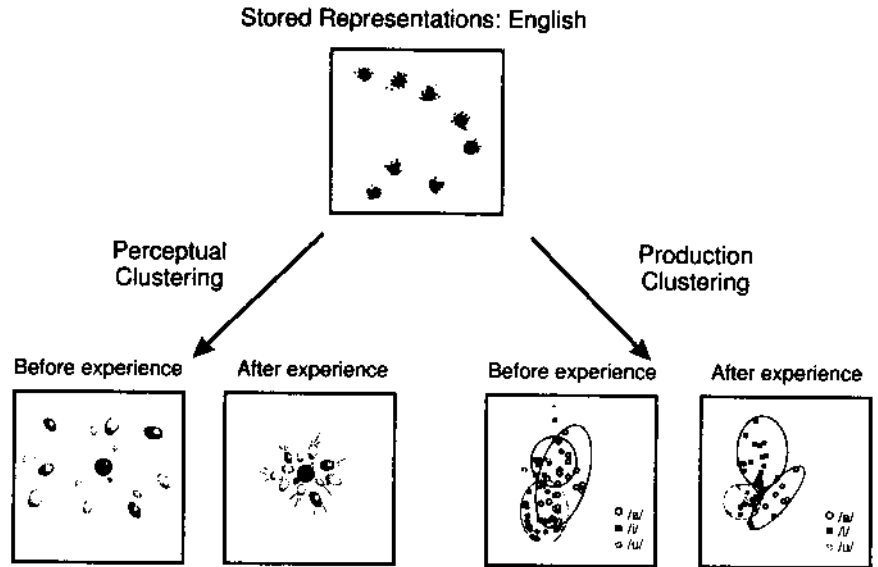 Stored Representations: English
Perceptual
Clustering
Production
Clustering
Before experience
After experience
Before experience
After experience
/a/
/i/
/u/
/a/
/i/
/u/